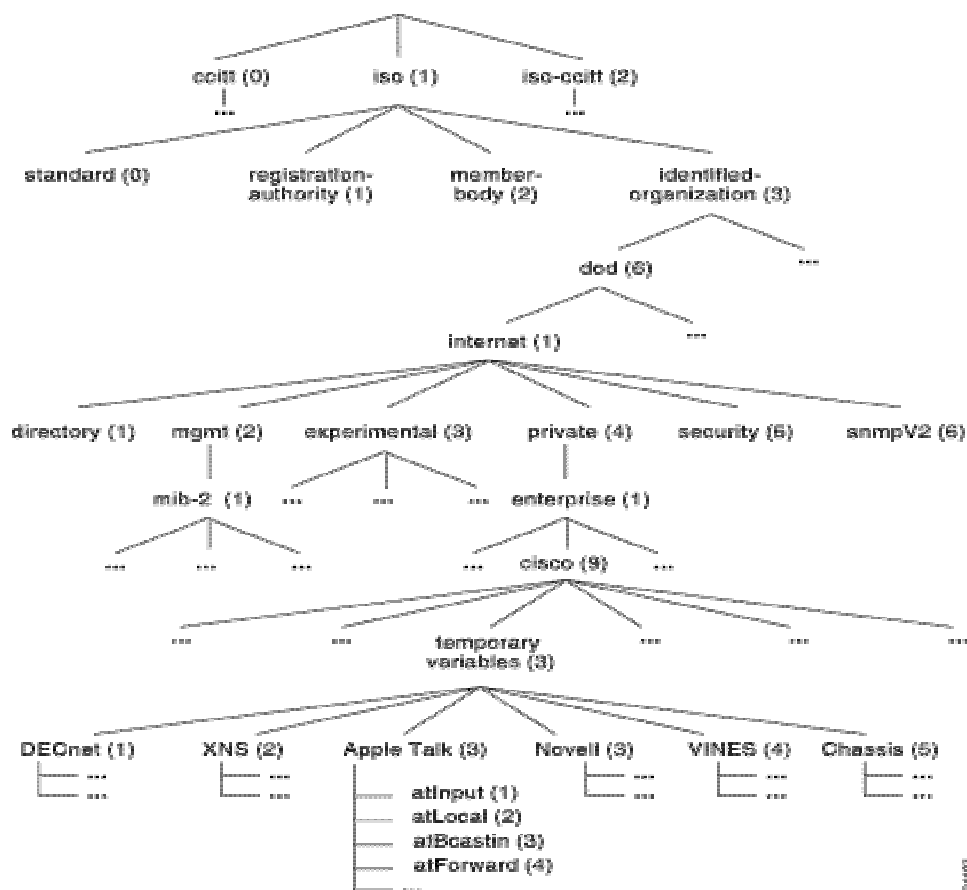 ccitt (0)
iso (1)
iso-ccitt (2)
...
...
standard (0)
registration-
authority (1)
member-
body (2)
identified-
organization (3)
...
dod (6)
...
internet (1)
directory (1)
mgmt (2)
experimental (3)
private (4)
security (5)
snmpV2 (6)
mib-2 (1)
...
...
...
enterprise (1)
...
...
...
...
cisco (9)
...
...
...
temporary
variables (3)
...
...
...
DECnet (1)
XNS (2)
Apple Talk (3)
Novell (3)
VINES (4)
Chassis (5)
...
...
...
...
...
...
...
...
...
...
atInput (1)
atLocal (2)
atBcastin (3)
atForward (4)
...